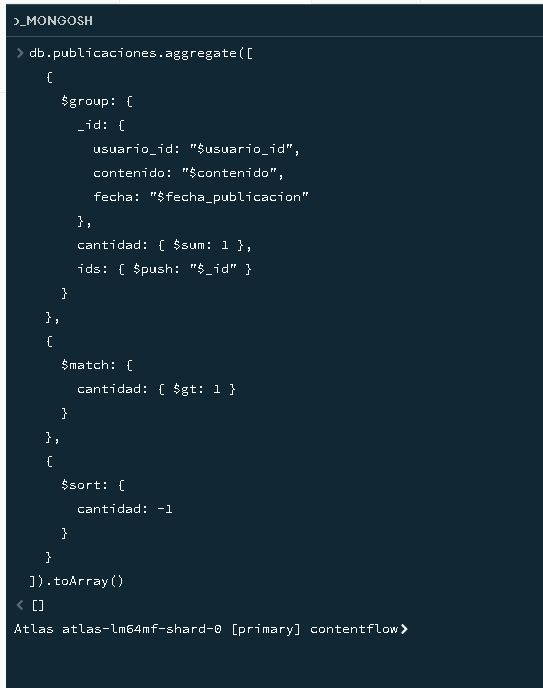 >_MONGOSH
> db.publicaciones.aggregate([
{
$group: {
_id: {
usuario_id: "$usuario_id",
contenido: "$contenido",
fecha: "$fecha_publicacion"
},
cantidad: { $sum: 1 },
ids: { $push: "$_id" }
}
},
{
$match: {
cantidad: { $gt: 1 }
}
},
{
$sort: {
cantidad: -1
}
}
]).toArray()
< []
Atlas atlas-lm64mf-shard-0 [primary] contentflow>